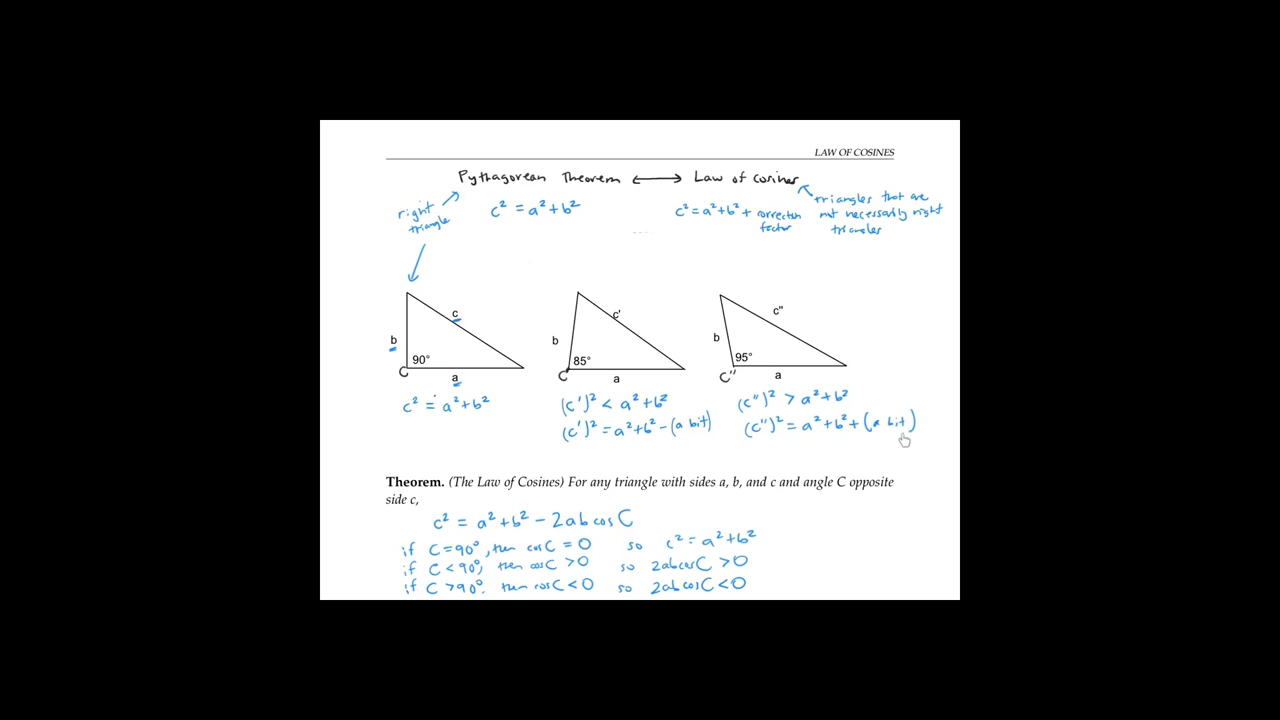 LAW OF COSINES
Pythagorean Theorem ⟷ Law of cosines
right triangle
c² = a² + b²
c² = a² + b² + correction factor
triangles that are not necessarily right triangles
b
c
90°
C
a
b
c'
85°
C'
a
b
c"
95°
C"
a
c² = a² + b²
(c')² < a² + b²
(c")² > a² + b²
(c')² = a² + b² – (a bit)
(c")² = a² + b² + (a bit)
Theorem. (The Law of Cosines) For any triangle with sides a, b, and c and angle C opposite
side c,
c² = a² + b² – 2ab cos C
if C = 90°, then cos C = 0 so c² = a² + b²
if C < 90°, then cos C > 0 so 2ab cos C > 0
if C > 90°, then cos C < 0 so 2ab cos C < 0